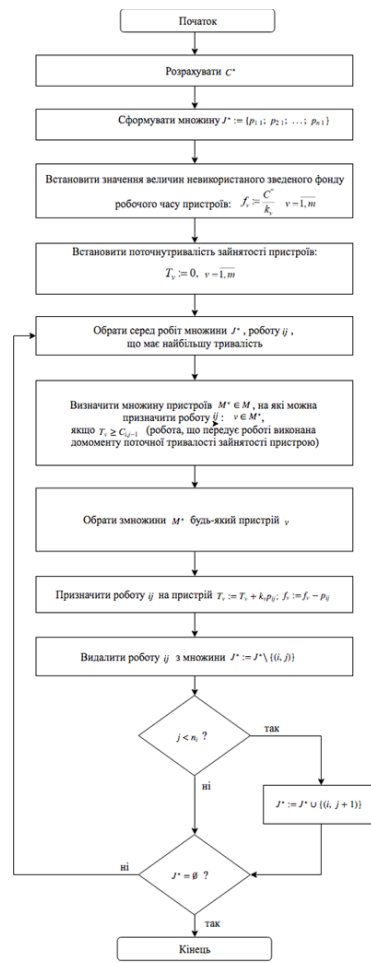 Початок
Розрахувати C*
Сформувати множину J* := {p₁₁; p₂₁; …; pₙ₁}
Встановити значення величин невикористаного зведеного фонду
робочого часу пристроїв: fᵥ := C*/kᵥ v = 1,m
Встановити поточнутривалість зайнятості пристроїв:
Tᵥ := 0, v = 1,m
Обрати серед робіт множини J*, роботу ij,
що має найбільшу тривалість
Визначити множину пристроїв M* ∈ M, на які можна
призначити роботу ij : v ∈ M*,
якщо Tᵥ ≥ Cᵢ,ⱼ₋₁ (робота, що передує роботі виконана
домоменту поточної тривалості зайнятості пристрою)
Обрати змножини M* будь-який пристрій v
Призначити роботу ij на пристрій Tᵥ := Tᵥ + kᵥpᵢⱼ; fᵥ := fᵥ − pᵢⱼ
Видалити роботу ij з множини J* := J* \ {(i, j)}
j < nᵢ ?
так
ні
J* := J* ∪ {(i, j + 1)}
J* = ∅ ?
ні
так
Кінець